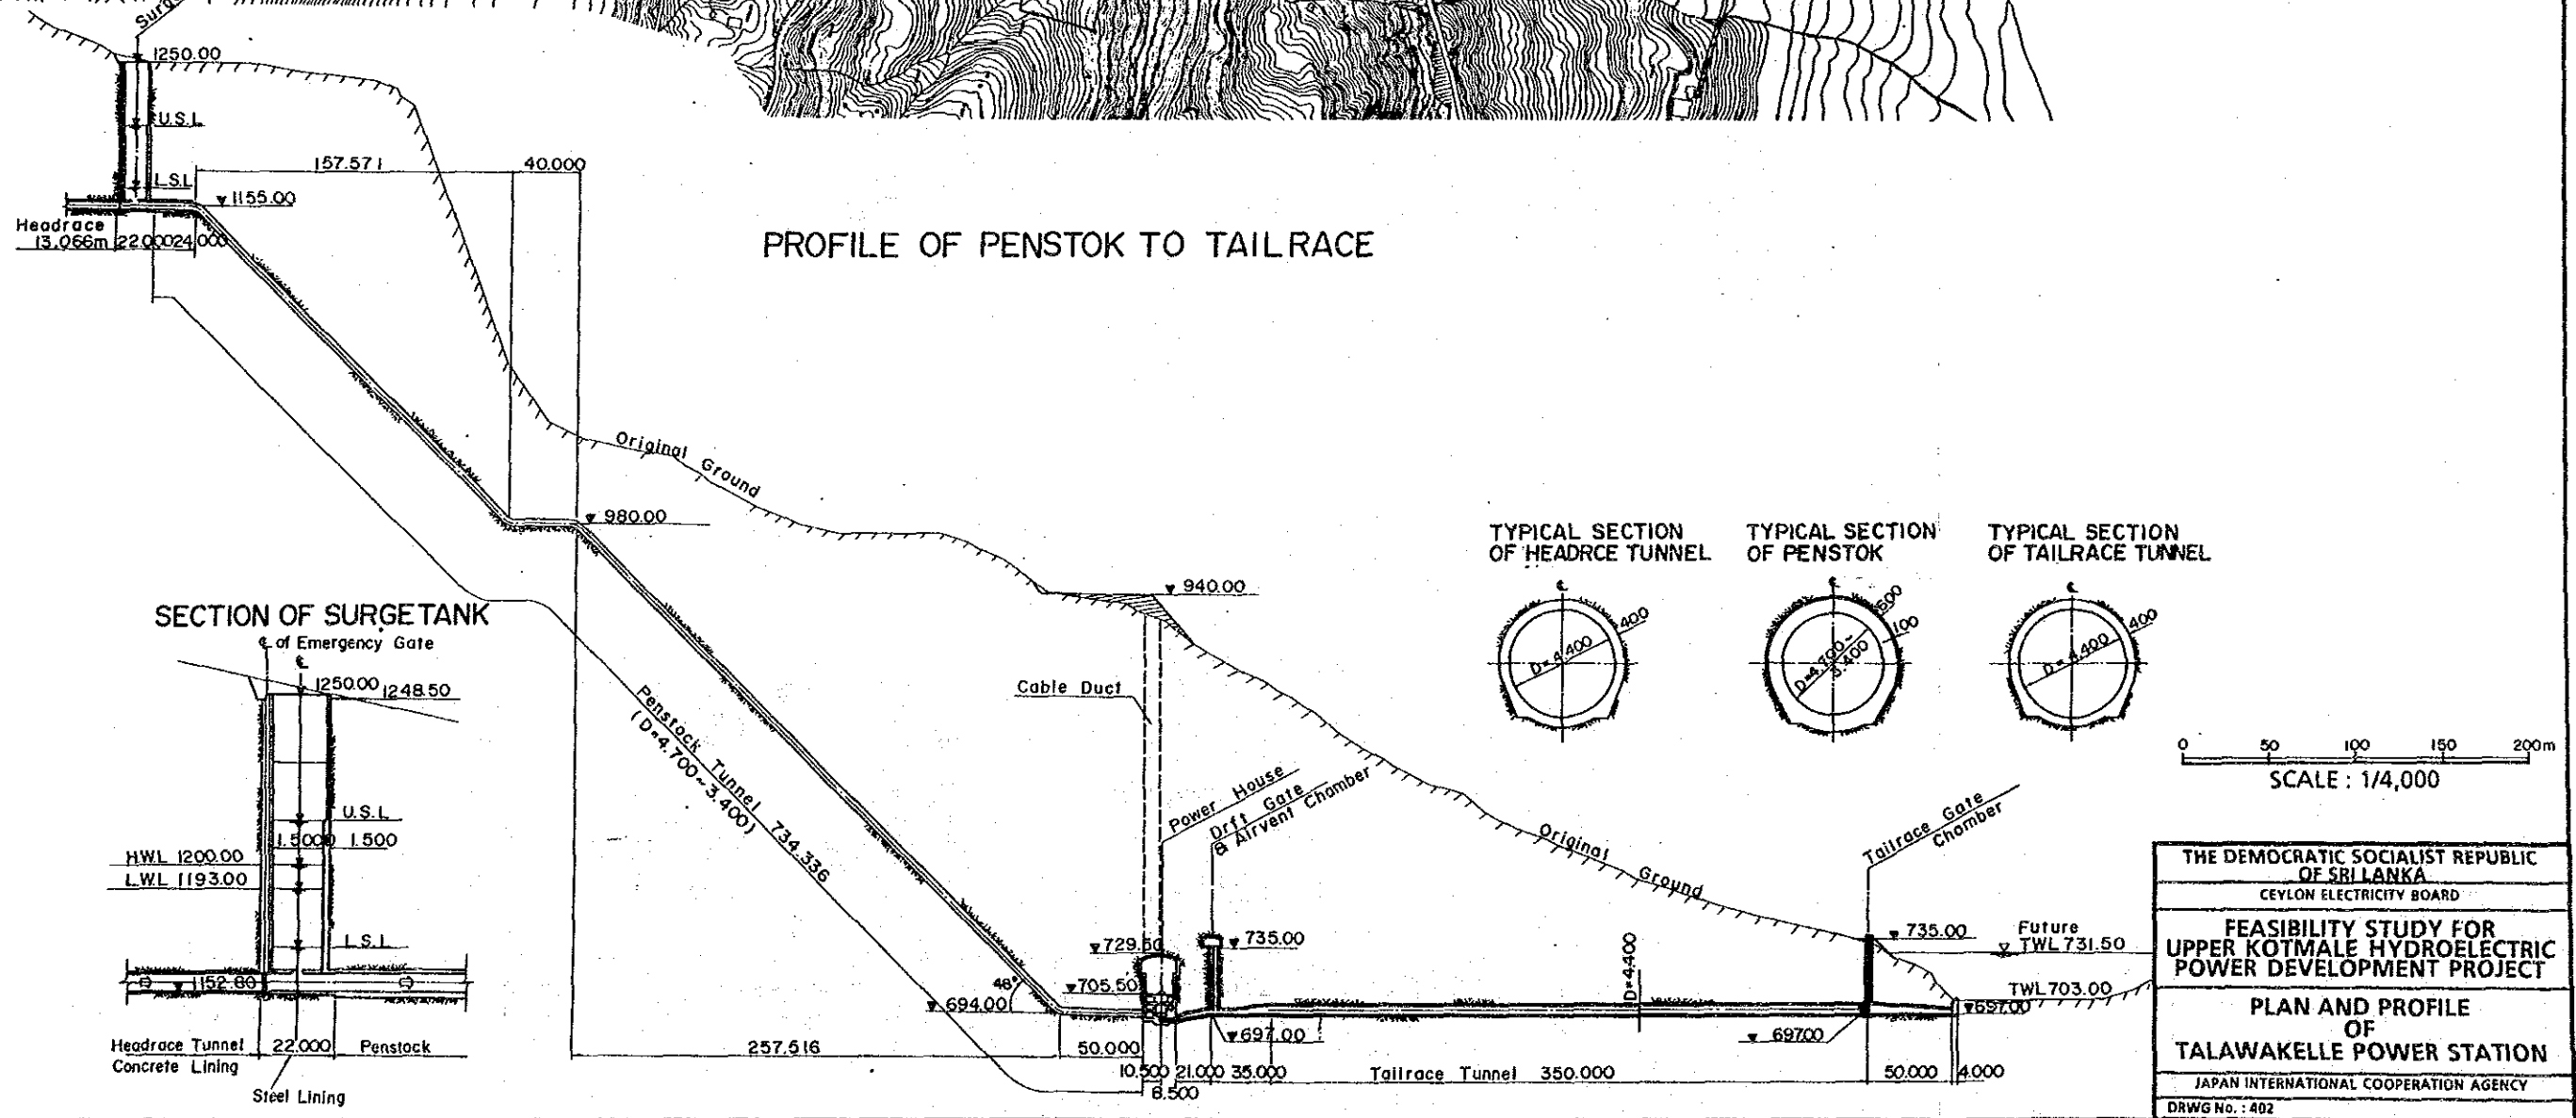 1250.00
U.S.L
157.571
40.000
L.S.L
1155.00
Headrace
13,066m 22.000 24.000
PROFILE OF PENSTOK TO TAILRACE
Original Ground
980.00
940.00
TYPICAL SECTION
OF HEADRCE TUNNEL
TYPICAL SECTION
OF PENSTOK
TYPICAL SECTION
OF TAILRACE TUNNEL
D=4.400
400
D=4.700~
3.400
600
100
D=4.400
400
SECTION OF SURGETANK
℄ of Emergency Gate
℄
1250.00
1248.50
U.S.L
1.500
H.W.L 1200.00
L.W.L 1193.00
L.S.L
1152.80
Headrace Tunnel
Concrete Lining
22.000
Penstock
Steel Lining
Penstock Tunnel 734.336
(D=4.700~3.400)
Cable Duct
Power House
Drft Gate
& Airvent Chamber
Original Ground
Tailrace Gate
Chamber
0 50 100 150 200m
SCALE : 1/4,000
729.50
735.00
705.50
48°
694.00
697.00
D=4.400
697.00
735.00
Future
TWL 731.50
TWL 703.00
697.00
257.516
50.000
10.500 21.000 35.000
Tailrace Tunnel 350.000
50.000
4.000
THE DEMOCRATIC SOCIALIST REPUBLIC
OF SRI LANKA
CEYLON ELECTRICITY BOARD
FEASIBILITY STUDY FOR
UPPER KOTMALE HYDROELECTRIC
POWER DEVELOPMENT PROJECT
PLAN AND PROFILE
OF
TALAWAKELLE POWER STATION
JAPAN INTERNATIONAL COOPERATION AGENCY
DRWG No. : 402